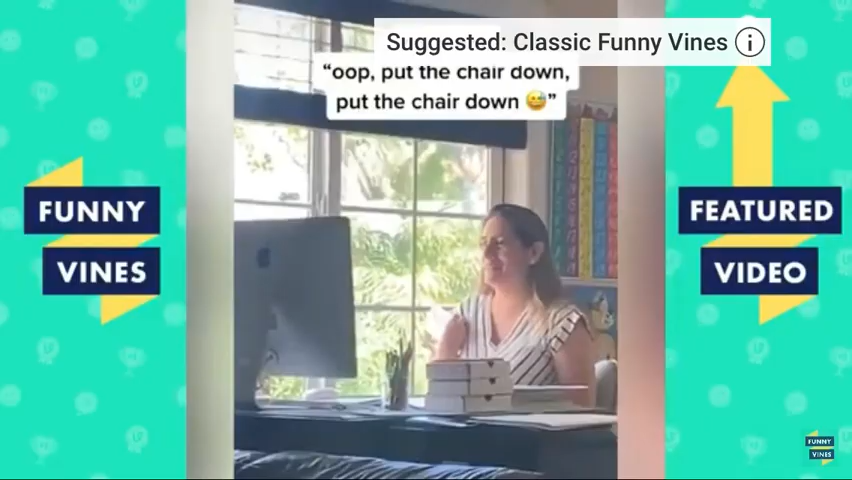 Suggested: Classic Funny Vines
“oop, put the chair down,
put the chair down 😅”
FUNNY
VINES
FEATURED
VIDEO
FUNNY
VINES